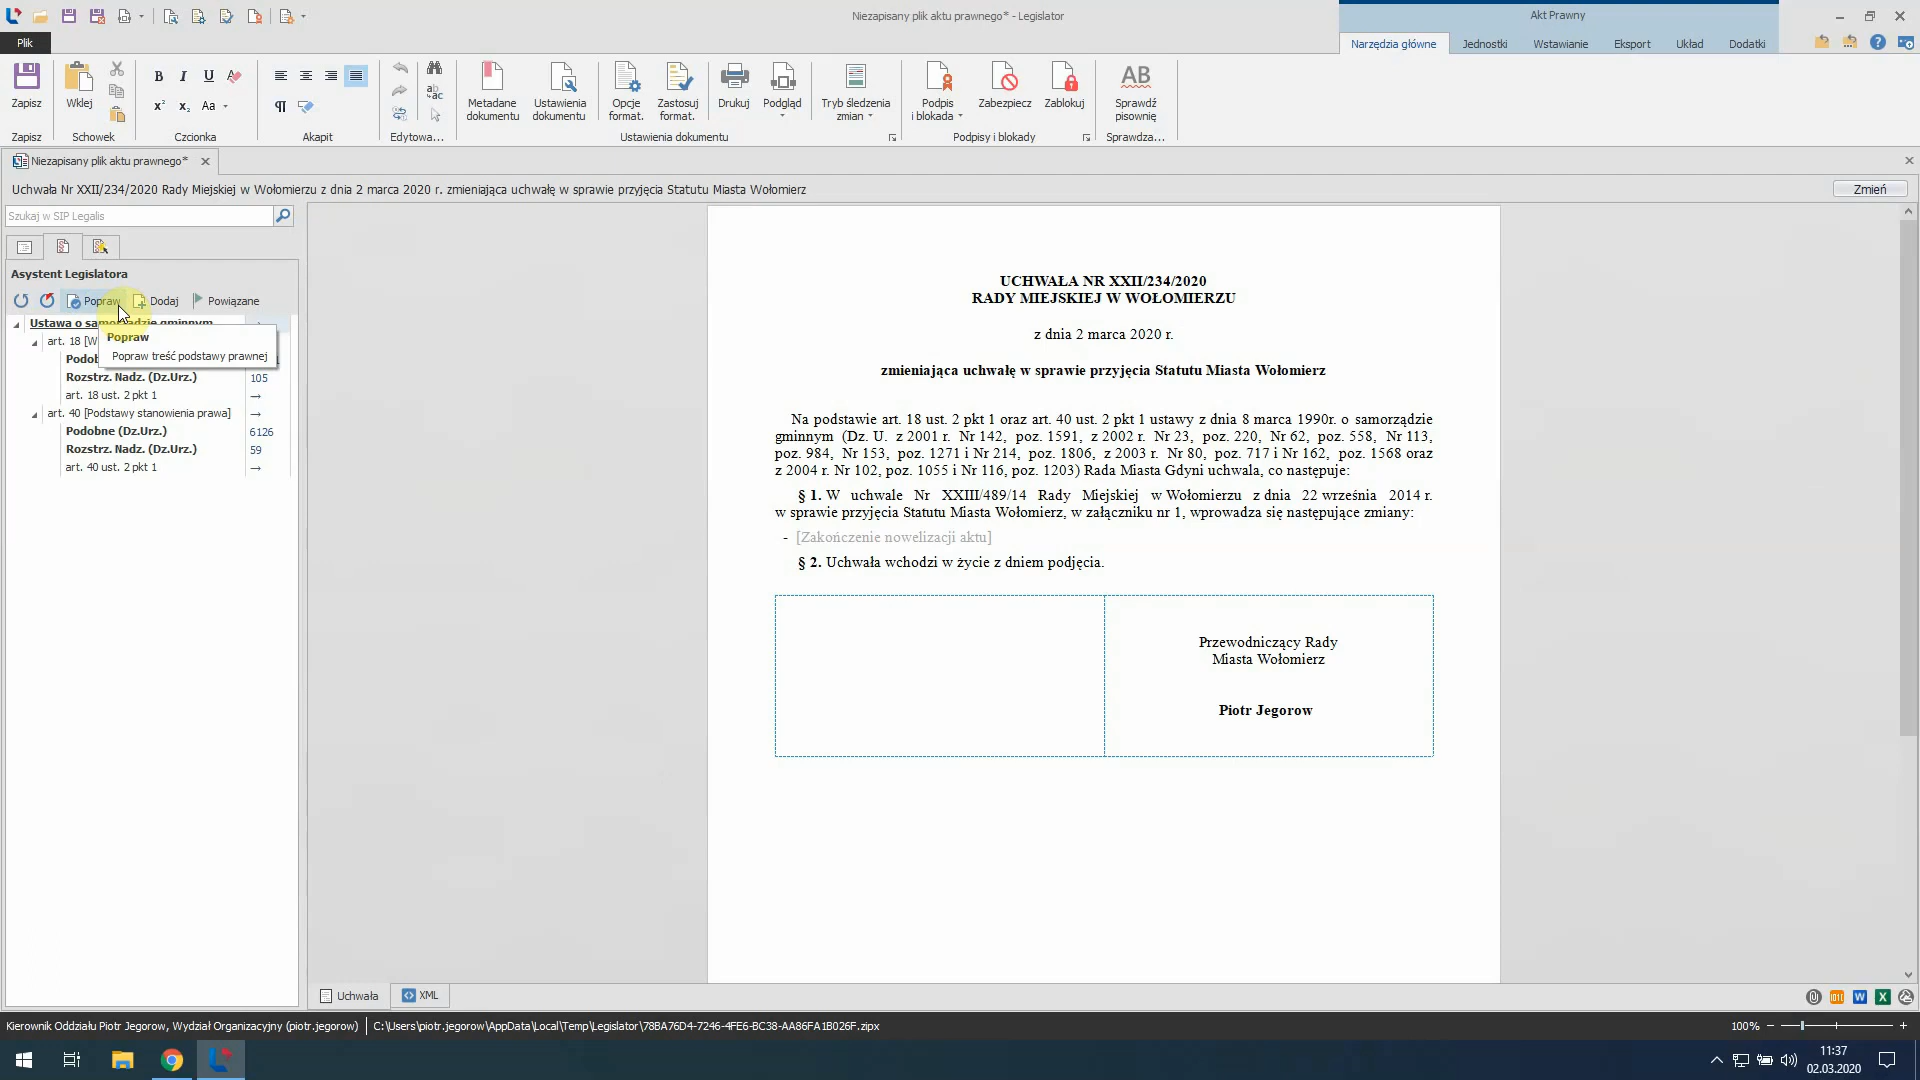 Niezapisany plik aktu prawnego* - Legislator
Akt Prawny
Plik
Narzędzia główne
Jednostki
Wstawianie
Eksport
Układ
Dodatki
Zapisz
Wklej
B I U
x² x₂ Aa
Metadane dokumentu
Ustawienia dokumentu
Opcje format.
Zastosuj format.
Drukuj
Podgląd
Tryb śledzenia zmian
Podpis i blokada
Zabezpiecz
Zablokuj
AB
Sprawdź pisownię
Zapisz
Schowek
Czcionka
Akapit
Edytowa...
Ustawienia dokumentu
Podpisy i blokady
Sprawdza...
Niezapisany plik aktu prawnego*
Uchwała Nr XXII/234/2020 Rady Miejskiej w Wołomierzu z dnia 2 marca 2020 r. zmieniająca uchwałę w sprawie przyjęcia Statutu Miasta Wołomierz
Zmień
Szukaj w SIP Legalis
Asystent Legislatora
Popraw
Dodaj
Powiązane
Ustawa o samorządzie gminnym
art. 18 [W
Popraw
Popraw treść podstawy prawnej
Rozstrz. Nadz. (Dz.Urz.) 105
art. 18 ust. 2 pkt 1 →
art. 40 [Podstawy stanowienia prawa] →
Podobne (Dz.Urz.) 6126
Rozstrz. Nadz. (Dz.Urz.) 59
art. 40 ust. 2 pkt 1 →
UCHWAŁA NR XXII/234/2020
RADY MIEJSKIEJ W WOŁOMIERZU
z dnia 2 marca 2020 r.
zmieniająca uchwałę w sprawie przyjęcia Statutu Miasta Wołomierz
Na podstawie art. 18 ust. 2 pkt 1 oraz art. 40 ust. 2 pkt 1 ustawy z dnia 8 marca 1990r. o samorządzie
gminnym (Dz. U. z 2001 r. Nr 142, poz. 1591, z 2002 r. Nr 23, poz. 220, Nr 62, poz. 558, Nr 113,
poz. 984, Nr 153, poz. 1271 i Nr 214, poz. 1806, z 2003 r. Nr 80, poz. 717 i Nr 162, poz. 1568 oraz
z 2004 r. Nr 102, poz. 1055 i Nr 116, poz. 1203) Rada Miasta Gdyni uchwala, co następuje:
§ 1. W uchwale Nr XXIII/489/14 Rady Miejskiej w Wołomierzu z dnia 22 września 2014 r.
w sprawie przyjęcia Statutu Miasta Wołomierz, w załączniku nr 1, wprowadza się następujące zmiany:
- [Zakończenie nowelizacji aktu]
§ 2. Uchwała wchodzi w życie z dniem podjęcia.
Przewodniczący Rady
Miasta Wołomierz
Piotr Jegorow
Uchwała
XML
Kierownik Oddziału Piotr Jegorow, Wydział Organizacyjny (piotr.jegorow)
C:\Users\piotr.jegorow\AppData\Local\Temp\Legislator\78BA76D4-7246-4FE6-BC38-AA86FA1B026F.zipx
100%
11:37
02.03.2020